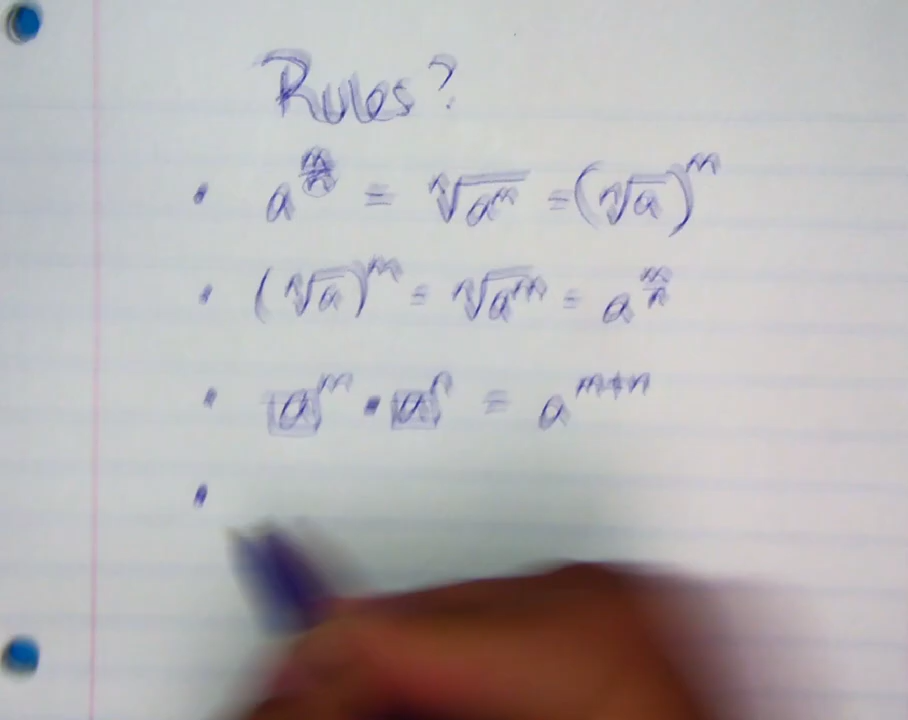 Rules?
• a^(m/n) = ⁿ√(a^m) = (ⁿ√a)^m
• (ⁿ√a)^m = ⁿ√(a^m) = a^(m/n)
• a^m · a^n = a^(m+n)
•